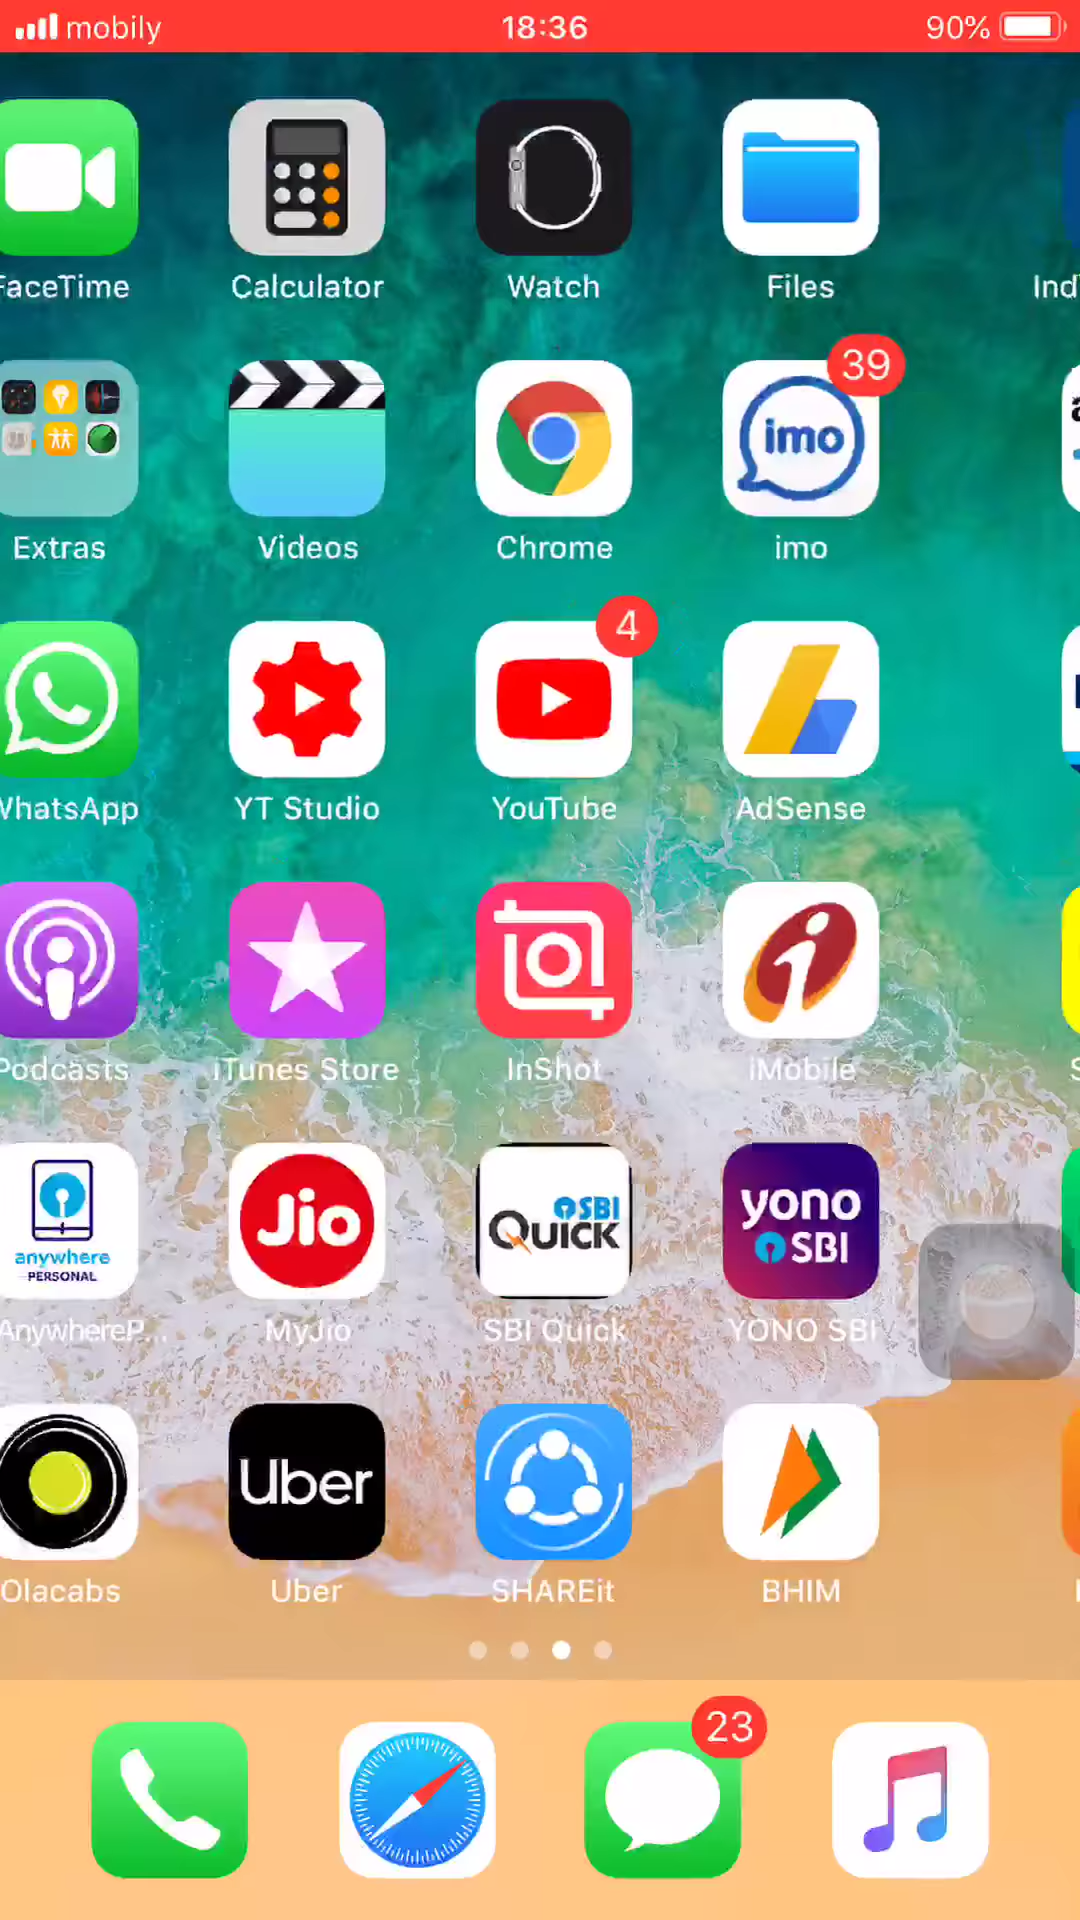 mobily 18:36 90%
FaceTime Calculator Watch Files Ind
39
imo
Extras Videos Chrome imo
4
WhatsApp YT Studio YouTube AdSense
Podcasts iTunes Store InShot iMobile
anywhere
PERSONAL
Jio
SBI
QUICK
yono
SBI
AnywhereP... MyJio SBI Quick YONO SBI
Uber
Olacabs Uber SHAREit BHIM
23